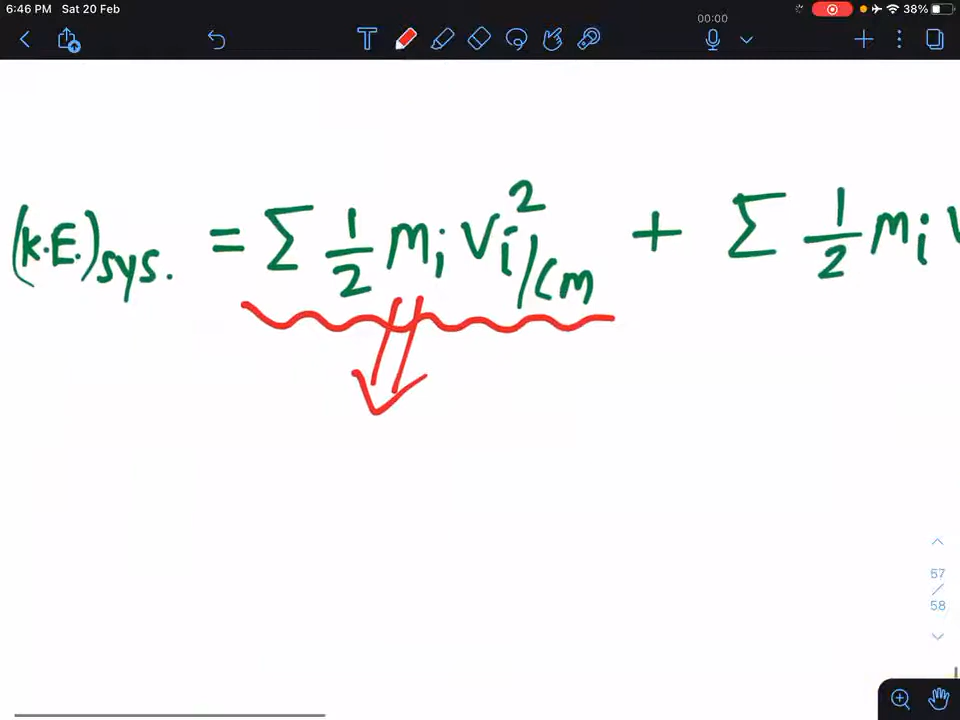 6:46 PM Sat 20 Feb 38%
00:00
T
(K.E.)sys. = Σ 1/2 mi Vi/cm² + Σ 1/2 mi V
57
/
58